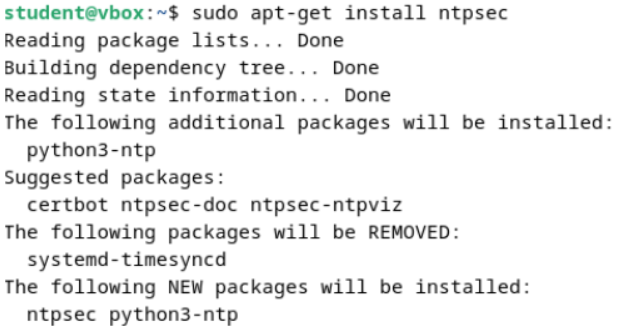 student@vbox:~$ sudo apt-get install ntpsec
Reading package lists... Done
Building dependency tree... Done
Reading state information... Done
The following additional packages will be installed:
  python3-ntp
Suggested packages:
  certbot ntpsec-doc ntpsec-ntpviz
The following packages will be REMOVED:
  systemd-timesyncd
The following NEW packages will be installed:
  ntpsec python3-ntp